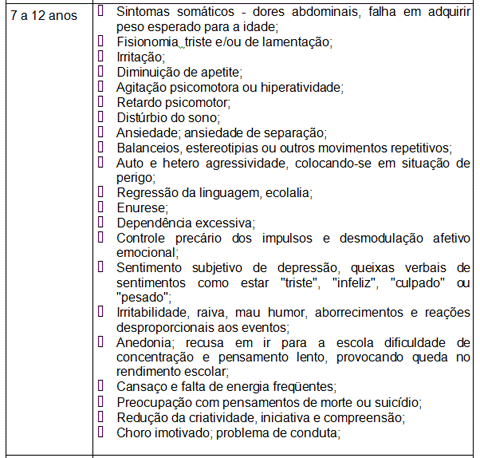 7 a 12 anos
Sintomas somáticos - dores abdominais, falha em adquirir
peso esperado para a idade;
Fisionomia triste e/ou de lamentação;
Irritação;
Diminuição de apetite;
Agitação psicomotora ou hiperatividade;
Retardo psicomotor;
Distúrbio do sono;
Ansiedade; ansiedade de separação;
Balanceios, estereotipias ou outros movimentos repetitivos;
Auto e hetero agressividade, colocando-se em situação de
perigo;
Regressão da linguagem, ecolalia;
Enurese;
Dependência excessiva;
Controle precário dos impulsos e desmodulação afetivo
emocional;
Sentimento subjetivo de depressão, queixas verbais de
sentimentos como estar "triste", "infeliz", "culpado" ou
"pesado";
Irritabilidade, raiva, mau humor, aborrecimentos e reações
desproporcionais aos eventos;
Anedonia; recusa em ir para a escola dificuldade de
concentração e pensamento lento, provocando queda no
rendimento escolar;
Cansaço e falta de energia freqüentes;
Preocupação com pensamentos de morte ou suicídio;
Redução da criatividade, iniciativa e compreensão;
Choro imotivado; problema de conduta;